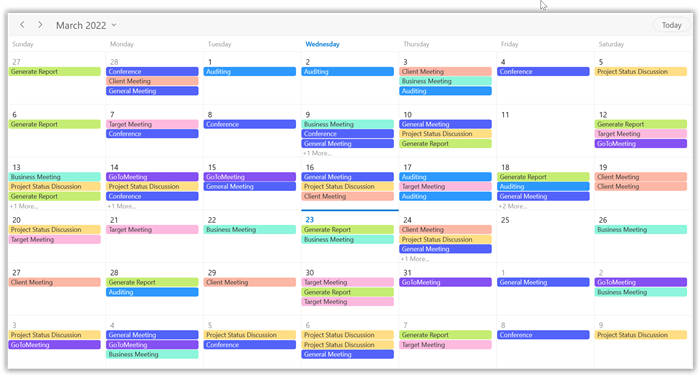 March 2022
Today
Sunday Monday Tuesday Wednesday Thursday Friday Saturday
27 28 1 2 3 4 5
Generate Report Conference Auditing Auditing Client Meeting Conference Project Status Discussion
Client Meeting Business Meeting
General Meeting Auditing
6 7 8 9 10 11 12
Generate Report Target Meeting Conference Business Meeting General Meeting Generate Report
Conference Conference Project Status Discussion Target Meeting
General Meeting Generate Report GoToMeeting
+1 More...
13 14 15 16 17 18 19
Business Meeting GoToMeeting GoToMeeting General Meeting Auditing Generate Report Client Meeting
Project Status Discussion Project Status Discussion General Meeting Project Status Discussion Target Meeting Auditing Client Meeting
Generate Report Conference Client Meeting Auditing General Meeting
+1 More... +1 More... +2 More...
20 21 22 23 24 25 26
Project Status Discussion Target Meeting Business Meeting Generate Report Client Meeting Business Meeting
Target Meeting Business Meeting Project Status Discussion
General Meeting
+1 More...
27 28 29 30 31 1 2
Client Meeting Generate Report Client Meeting Target Meeting GoToMeeting General Meeting GoToMeeting
Auditing Generate Report Business Meeting
Target Meeting
3 4 5 6 7 8 9
Project Status Discussion General Meeting Project Status Discussion Project Status Discussion Generate Report Conference Project Status Discussion
GoToMeeting GoToMeeting Conference Project Status Discussion Target Meeting
Business Meeting General Meeting